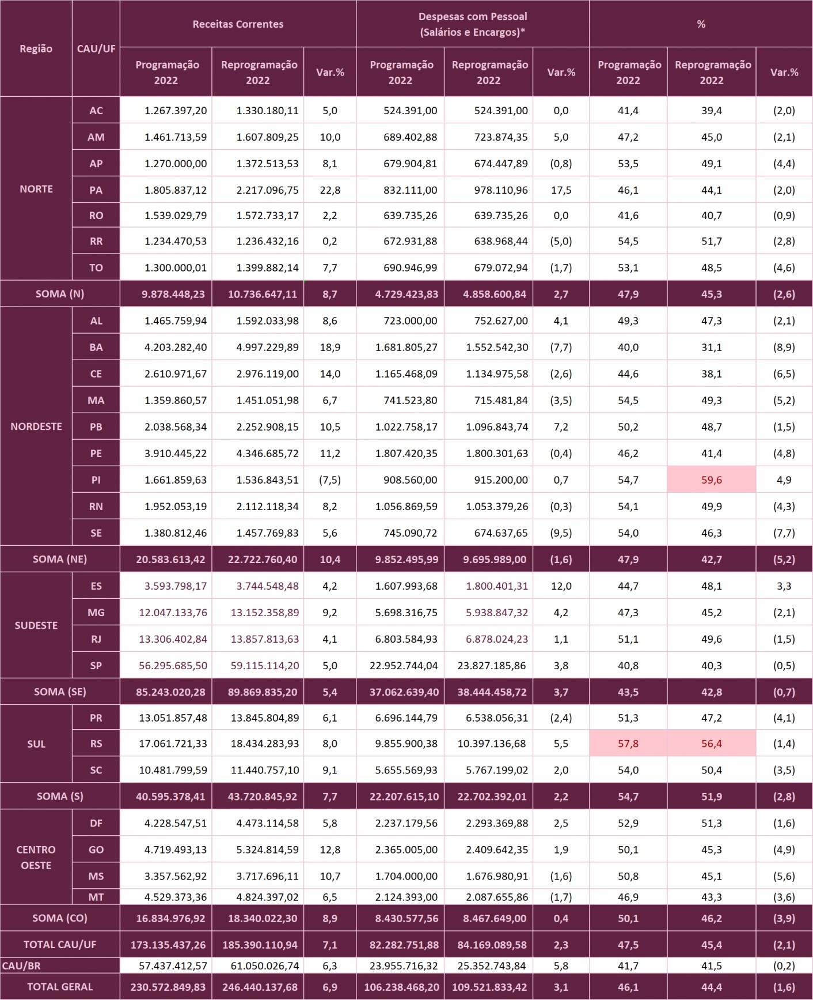 Região CAU/UF Receitas Correntes Despesas com Pessoal (Salários e Encargos)* %
Programação 2022 Reprogramação 2022 Var.% Programação 2022 Reprogramação 2022 Var.% Programação 2022 Reprogramação 2022 Var.%
NORTE
AC 1.267.397,20 1.330.180,11 5,0 524.391,00 524.391,00 0,0 41,4 39,4 (2,0)
AM 1.461.713,59 1.607.809,25 10,0 689.402,88 723.874,35 5,0 47,2 45,0 (2,1)
AP 1.270.000,00 1.372.513,53 8,1 679.904,81 674.447,89 (0,8) 53,5 49,1 (4,4)
PA 1.805.837,12 2.217.096,75 22,8 832.111,00 978.110,96 17,5 46,1 44,1 (2,0)
RO 1.539.029,79 1.572.733,17 2,2 639.735,26 639.735,26 0,0 41,6 40,7 (0,9)
RR 1.234.470,53 1.236.432,16 0,2 672.931,88 638.968,44 (5,0) 54,5 51,7 (2,8)
TO 1.300.000,01 1.399.882,14 7,7 690.946,99 679.072,94 (1,7) 53,1 48,5 (4,6)
SOMA (N) 9.878.448,23 10.736.647,11 8,7 4.729.423,83 4.858.600,84 2,7 47,9 45,3 (2,6)
NORDESTE
AL 1.465.759,94 1.592.033,98 8,6 723.000,00 752.627,00 4,1 49,3 47,3 (2,1)
BA 4.203.282,40 4.997.229,89 18,9 1.681.805,27 1.552.542,30 (7,7) 40,0 31,1 (8,9)
CE 2.610.971,67 2.976.119,00 14,0 1.165.468,09 1.134.975,58 (2,6) 44,6 38,1 (6,5)
MA 1.359.860,57 1.451.051,98 6,7 741.523,80 715.481,84 (3,5) 54,5 49,3 (5,2)
PB 2.038.568,34 2.252.908,15 10,5 1.022.758,17 1.096.843,74 7,2 50,2 48,7 (1,5)
PE 3.910.445,22 4.346.685,72 11,2 1.807.420,35 1.800.301,63 (0,4) 46,2 41,4 (4,8)
PI 1.661.859,63 1.536.843,51 (7,5) 908.560,00 915.200,00 0,7 54,7 59,6 4,9
RN 1.952.053,19 2.112.118,34 8,2 1.056.869,59 1.053.379,26 (0,3) 54,1 49,9 (4,3)
SE 1.380.812,46 1.457.769,83 5,6 745.090,72 674.637,65 (9,5) 54,0 46,3 (7,7)
SOMA (NE) 20.583.613,42 22.722.760,40 10,4 9.852.495,99 9.695.989,00 (1,6) 47,9 42,7 (5,2)
SUDESTE
ES 3.593.798,17 3.744.548,48 4,2 1.607.993,68 1.800.401,31 12,0 44,7 48,1 3,3
MG 12.047.133,76 13.152.358,89 9,2 5.698.316,75 5.938.847,32 4,2 47,3 45,2 (2,1)
RJ 13.306.402,84 13.857.813,63 4,1 6.803.584,93 6.878.024,23 1,1 51,1 49,6 (1,5)
SP 56.295.685,50 59.115.114,20 5,0 22.952.744,04 23.827.185,86 3,8 40,8 40,3 (0,5)
SOMA (SE) 85.243.020,28 89.869.835,20 5,4 37.062.639,40 38.444.458,72 3,7 43,5 42,8 (0,7)
SUL
PR 13.051.857,48 13.845.804,89 6,1 6.696.144,79 6.538.056,31 (2,4) 51,3 47,2 (4,1)
RS 17.061.721,33 18.434.283,93 8,0 9.855.900,38 10.397.136,68 5,5 57,8 56,4 (1,4)
SC 10.481.799,59 11.440.757,10 9,1 5.655.569,93 5.767.199,02 2,0 54,0 50,4 (3,5)
SOMA (S) 40.595.378,41 43.720.845,92 7,7 22.207.615,10 22.702.392,01 2,2 54,7 51,9 (2,8)
CENTRO OESTE
DF 4.228.547,51 4.473.114,58 5,8 2.237.179,56 2.293.369,88 2,5 52,9 51,3 (1,6)
GO 4.719.493,13 5.324.814,59 12,8 2.365.005,00 2.409.642,35 1,9 50,1 45,3 (4,9)
MS 3.357.562,92 3.717.696,11 10,7 1.704.000,00 1.676.980,91 (1,6) 50,8 45,1 (5,6)
MT 4.529.373,36 4.824.397,02 6,5 2.124.393,00 2.087.655,86 (1,7) 46,9 43,3 (3,6)
SOMA (CO) 16.834.976,92 18.340.022,30 8,9 8.430.577,56 8.467.649,00 0,4 50,1 46,2 (3,9)
TOTAL CAU/UF 173.135.437,26 185.390.110,94 7,1 82.282.751,88 84.169.089,58 2,3 47,5 45,4 (2,1)
CAU/BR 57.437.412,57 61.050.026,74 6,3 23.955.716,32 25.352.743,84 5,8 41,7 41,5 (0,2)
TOTAL GERAL 230.572.849,83 246.440.137,68 6,9 106.238.468,20 109.521.833,42 3,1 46,1 44,4 (1,6)